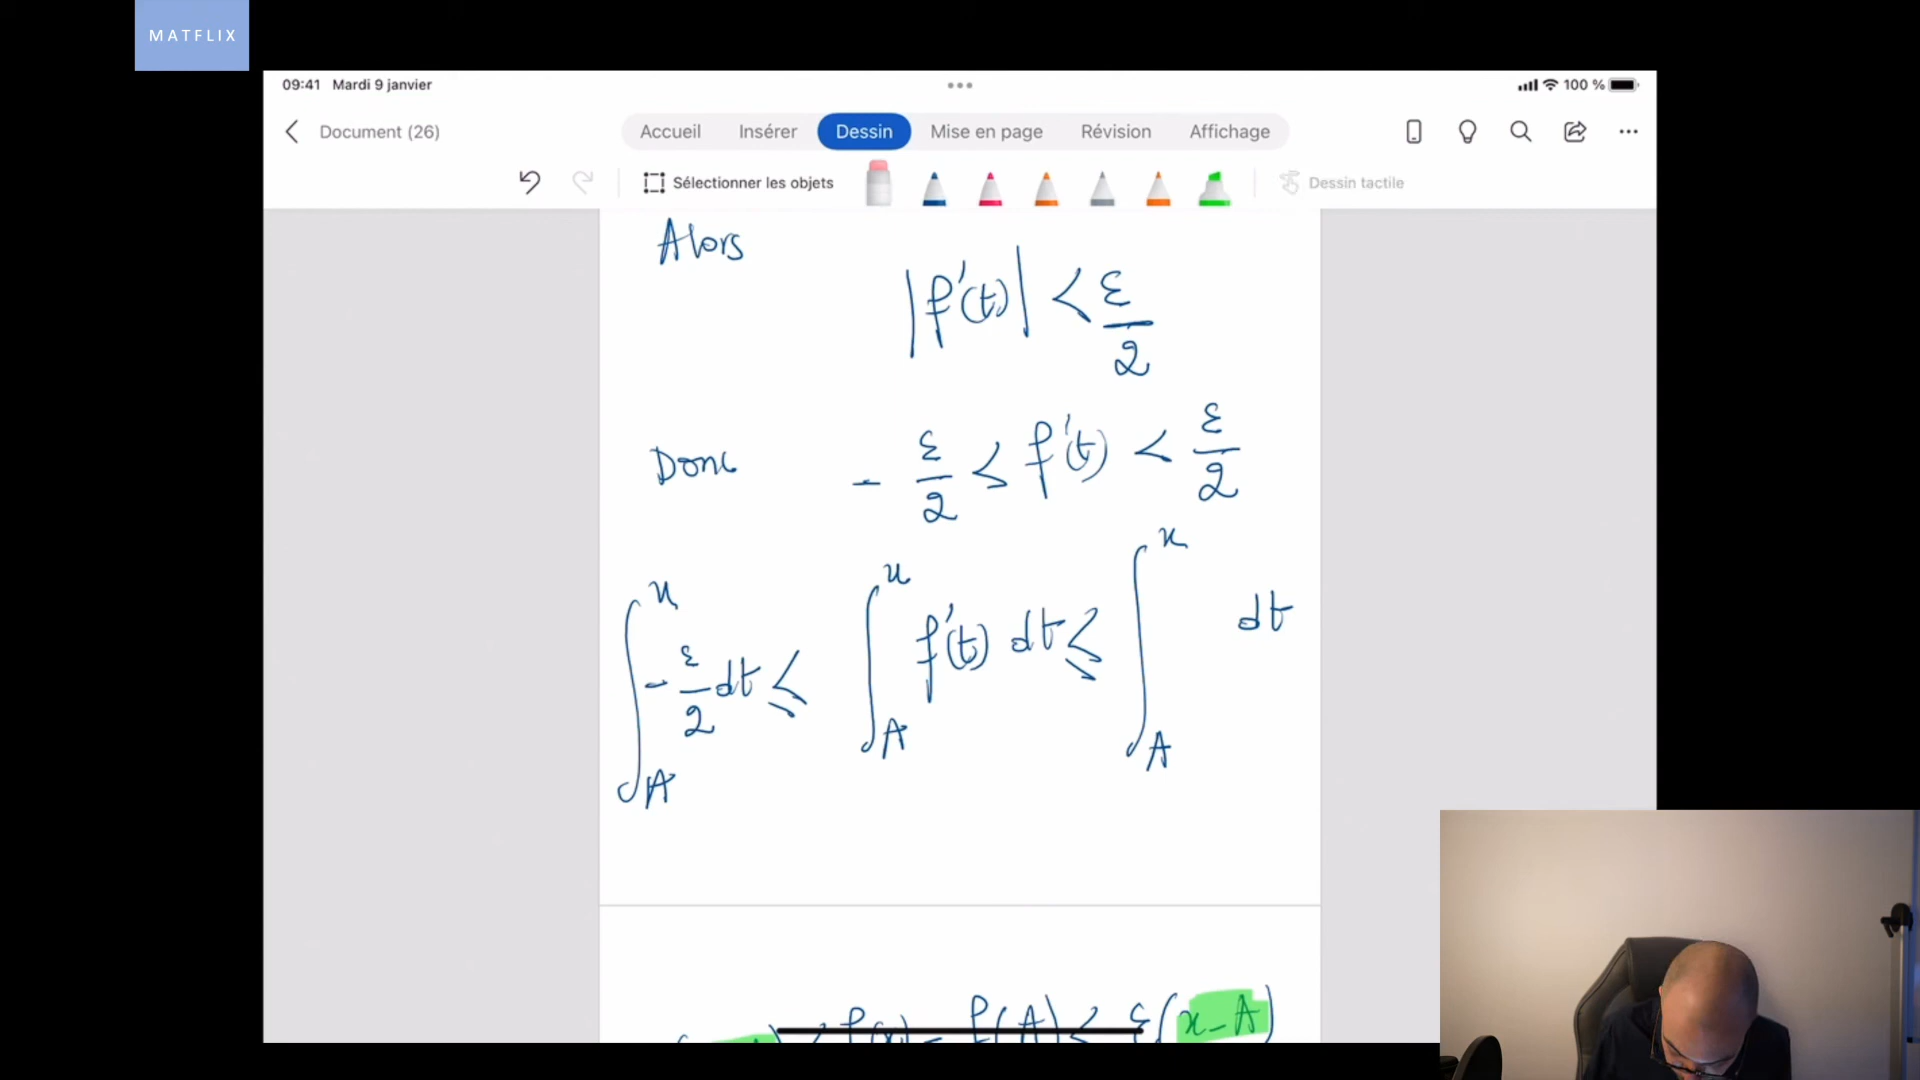 MATFLIX
09:41 Mardi 9 janvier
100 %
Document (26)
Accueil Insérer Dessin Mise en page Révision Affichage
Sélectionner les objets
Dessin tactile
Alors
|f'(t)| < ε/2
Donc - ε/2 ≤ f'(t) < ε/2
∫_A^x - ε/2 dt ≤ ∫_A^x f'(t) dt ≤ ∫_A^x dt
f(A) < ε(x-A)